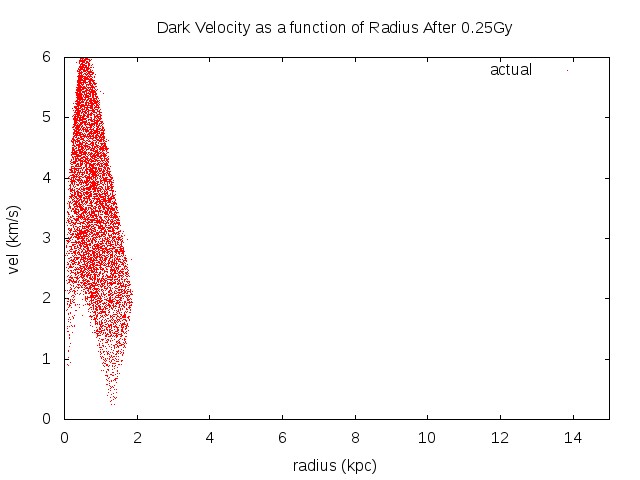 Dark Velocity as a function of Radius After 0.25Gy
actual
6
5
4
3
2
1
0
vel (km/s)
0 2 4 6 8 10 12 14
radius (kpc)